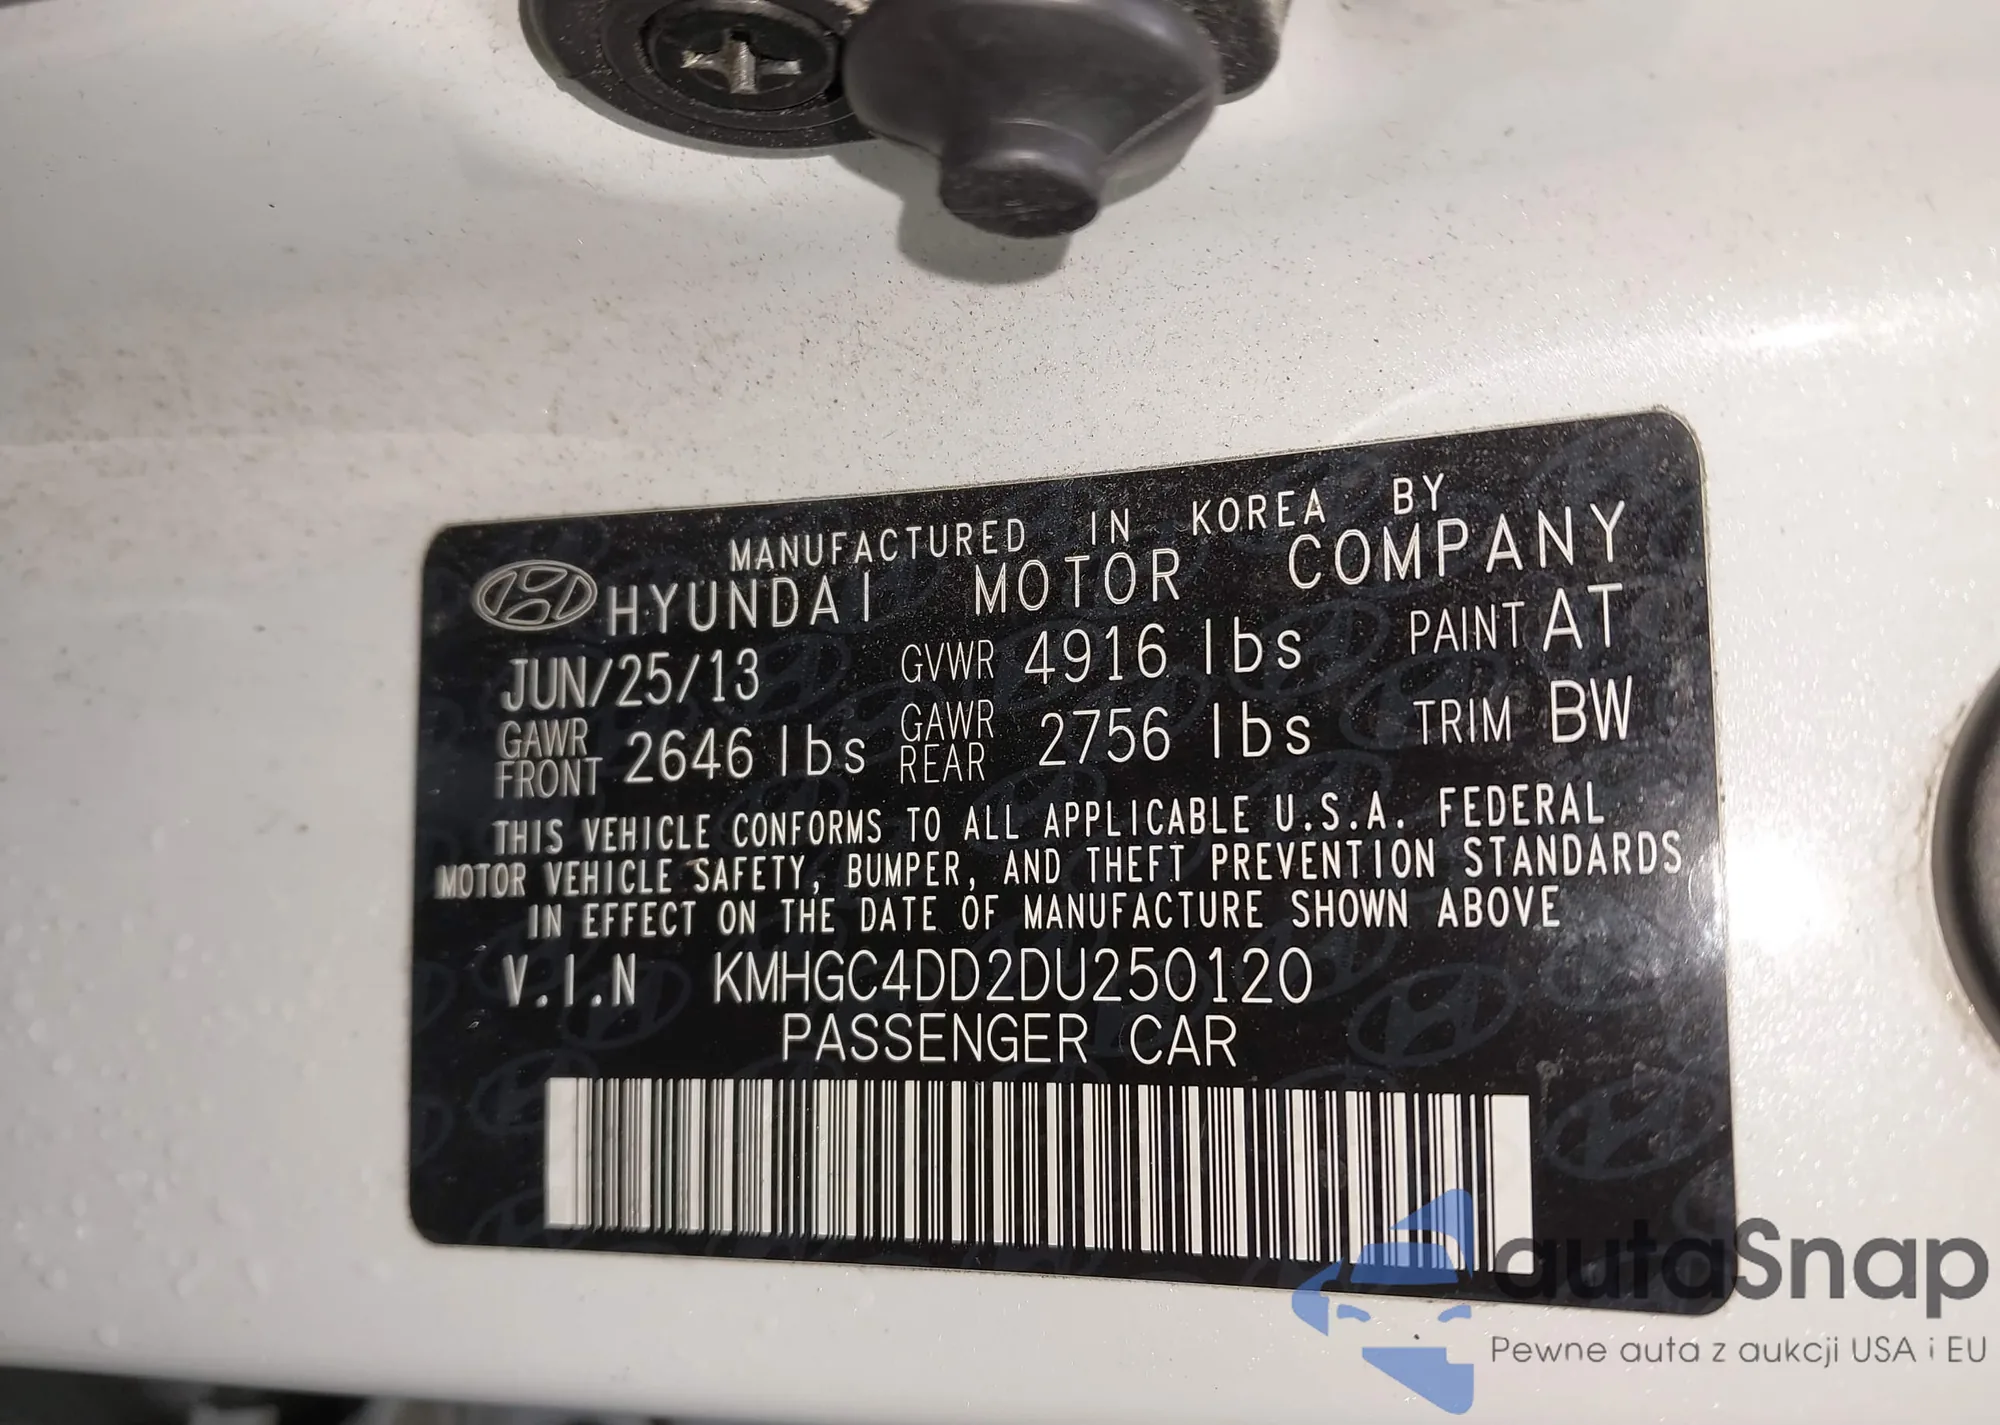 MANUFACTURED IN KOREA BY
HYUNDAI MOTOR COMPANY
JUN/25/13 GVWR 4916 lbs PAINT AT
GAWR FRONT 2646 lbs GAWR REAR 2756 lbs TRIM BW
THIS VEHICLE CONFORMS TO ALL APPLICABLE U.S.A. FEDERAL
MOTOR VEHICLE SAFETY, BUMPER, AND THEFT PREVENTION STANDARDS
IN EFFECT ON THE DATE OF MANUFACTURE SHOWN ABOVE
V.I.N KMHGC4DD2DU250120
PASSENGER CAR
autaSnap
Pewne auta z aukcji USA i EU